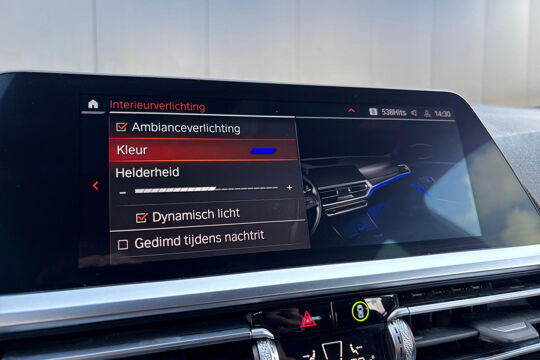 Interieurverlichting
538Hits
14:30
Ambianceverlichting
Kleur
Helderheid
Dynamisch licht
Gedimd tijdens nachtrit